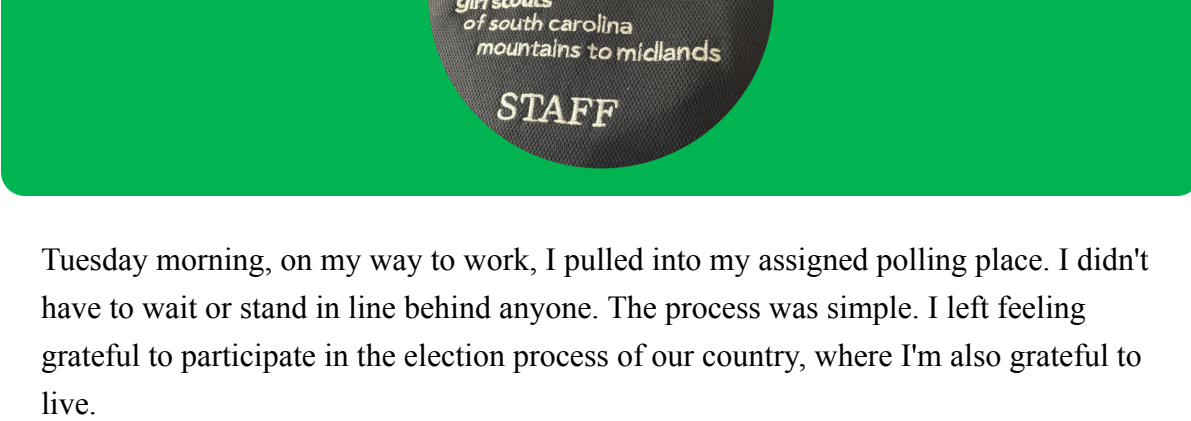 girl scouts
of south carolina
mountains to midlands
STAFF
Tuesday morning, on my way to work, I pulled into my assigned polling place. I didn't
have to wait or stand in line behind anyone. The process was simple. I left feeling
grateful to participate in the election process of our country, where I'm also grateful to
live.